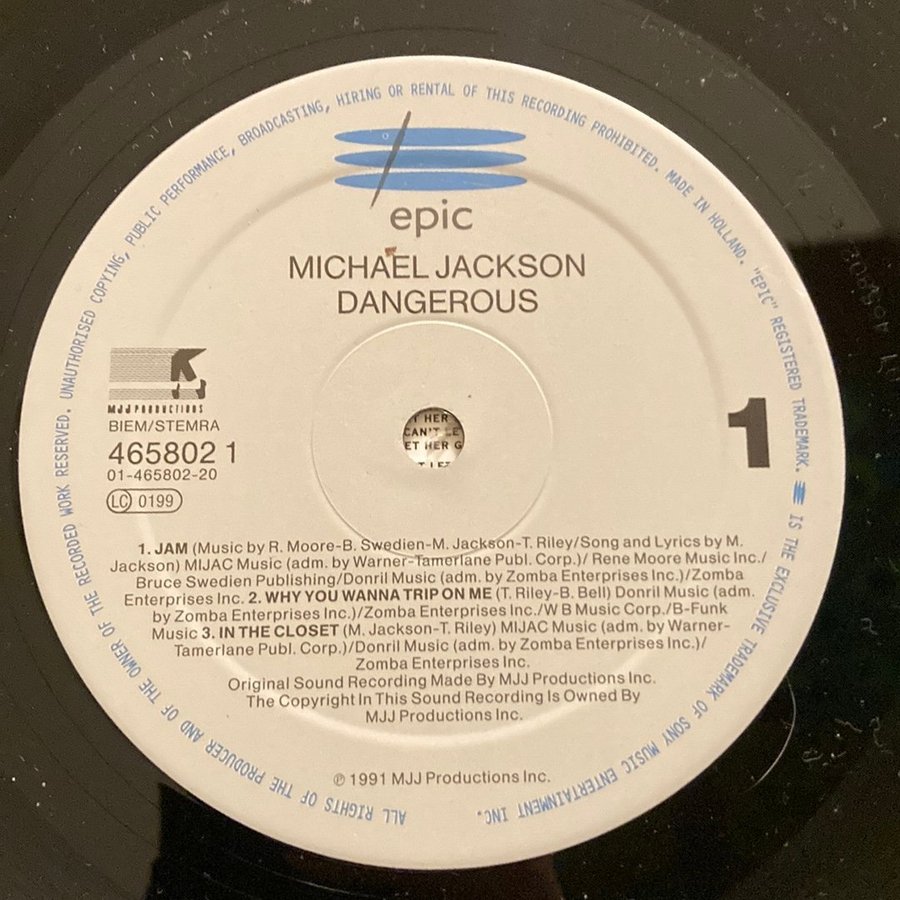 ALL RIGHTS OF THE PRODUCER AND OF THE OWNER OF THE RECORDED WORK RESERVED. UNAUTHORISED COPYING, PUBLIC PERFORMANCE, BROADCASTING, HIRING OR RENTAL OF THIS RECORDING PROHIBITED. MADE IN HOLLAND. "EPIC" REGISTERED TRADEMARK. IS THE EXCLUSIVE TRADEMARK OF SONY MUSIC ENTERTAINMENT INC.
epic
MICHAEL JACKSON
DANGEROUS
MJJ PRODUCTIONS
BIEM/STEMRA
465802 1
01-465802-20
LC 0199
1
T HER
CAN'T LE
ET HER G
1. JAM (Music by R. Moore-B. Swedien-M. Jackson-T. Riley/Song and Lyrics by M.
Jackson) MIJAC Music (adm. by Warner-Tamerlane Publ. Corp.)/ Rene Moore Music Inc./
Bruce Swedien Publishing/Donril Music (adm. by Zomba Enterprises Inc.)/Zomba
Enterprises Inc. 2. WHY YOU WANNA TRIP ON ME (T. Riley-B. Bell) Donril Music (adm.
by Zomba Enterprises Inc.)/Zomba Enterprises Inc./W B Music Corp./B-Funk
Music 3. IN THE CLOSET (M. Jackson-T. Riley) MIJAC Music (adm. by Warner-
Tamerlane Publ. Corp.)/Donril Music (adm. by Zomba Enterprises Inc.)/
Zomba Enterprises Inc.
Original Sound Recording Made By MJJ Productions Inc.
The Copyright In This Sound Recording Is Owned By
MJJ Productions Inc.
℗ 1991 MJJ Productions Inc.